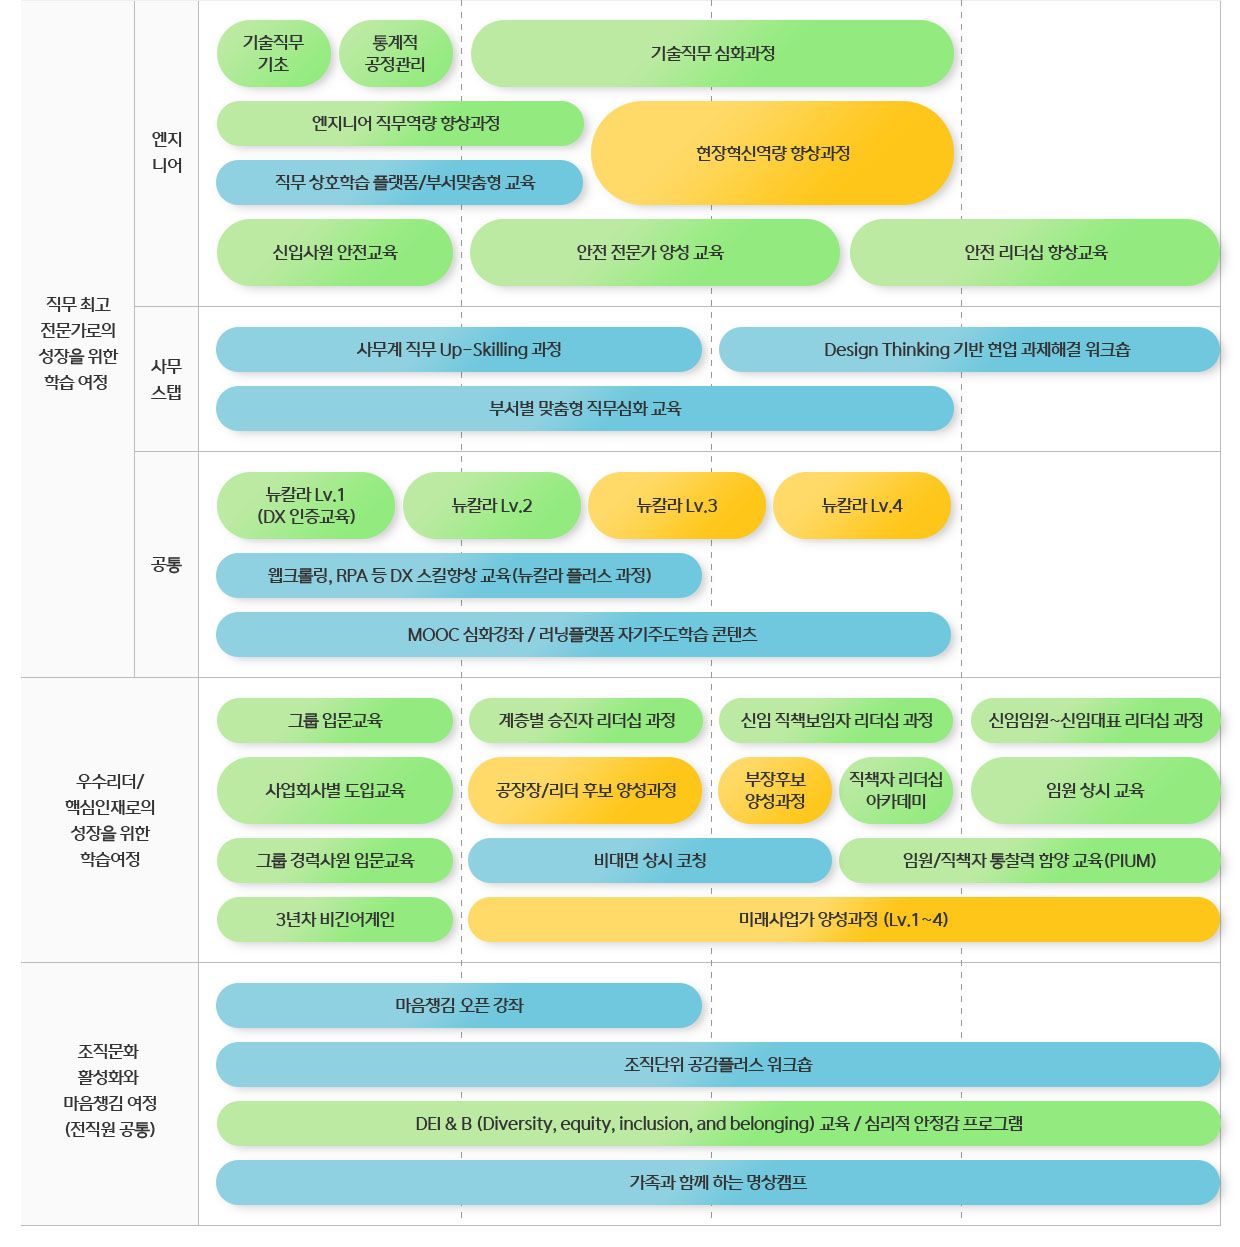 직무 최고
전문가로의
성장을 위한
학습 여정
엔지
니어
기술직무
기초
통계적
공정관리
기술직무 심화과정
엔지니어 직무역량 향상과정
현장혁신역량 향상과정
직무 상호학습 플랫폼/부서맞춤형 교육
신입사원 안전교육
안전 전문가 양성 교육
안전 리더십 향상교육
사무
스탭
사무계 직무 Up-Skilling 과정
Design Thinking 기반 현업 과제해결 워크숍
부서별 맞춤형 직무심화 교육
공통
뉴칼라 Lv.1
(DX 인증교육)
뉴칼라 Lv.2
뉴칼라 Lv.3
뉴칼라 Lv.4
웹크롤링, RPA 등 DX 스킬향상 교육(뉴칼라 플러스 과정)
MOOC 심화강좌 / 러닝플랫폼 자기주도학습 콘텐츠
우수리더/
핵심인재로의
성장을 위한
학습여정
그룹 입문교육
계층별 승진자 리더십 과정
신임 직책보임자 리더십 과정
신임임원~신임대표 리더십 과정
사업회사별 도입교육
공장장/리더 후보 양성과정
부장후보
양성과정
직책자 리더십
아카데미
임원 상시 교육
그룹 경력사원 입문교육
비대면 상시 코칭
임원/직책자 통찰력 함양 교육(PIUM)
3년차 비긴어게인
미래사업가 양성과정 (Lv.1~4)
조직문화
활성화와
마음챙김 여정
(전직원 공통)
마음챙김 오픈 강좌
조직단위 공감플러스 워크숍
DEI & B (Diversity, equity, inclusion, and belonging) 교육 / 심리적 안정감 프로그램
가족과 함께 하는 명상캠프